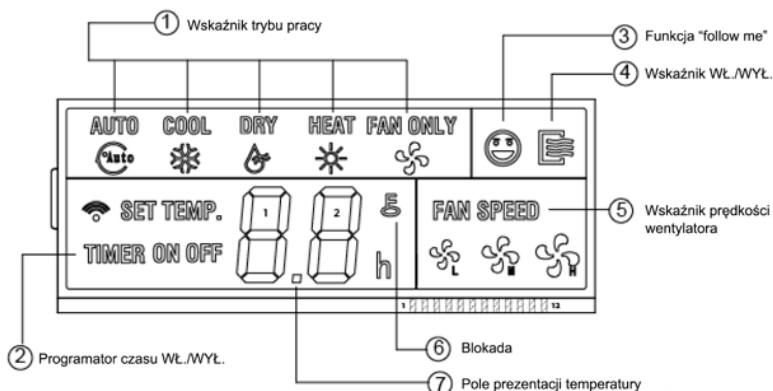 1 Wskaźnik trybu pracy
3 Funkcja “follow me”
4 Wskaźnik WŁ./WYŁ.
AUTO COOL DRY HEAT FAN ONLY
Auto
SET TEMP. 1 2 FAN SPEED
5 Wskaźnik prędkości
wentylatora
TIMER ON OFF h L M H
1 12
2 Programator czasu WŁ./WYŁ.
6 Blokada
7 Pole prezentacji temperatury